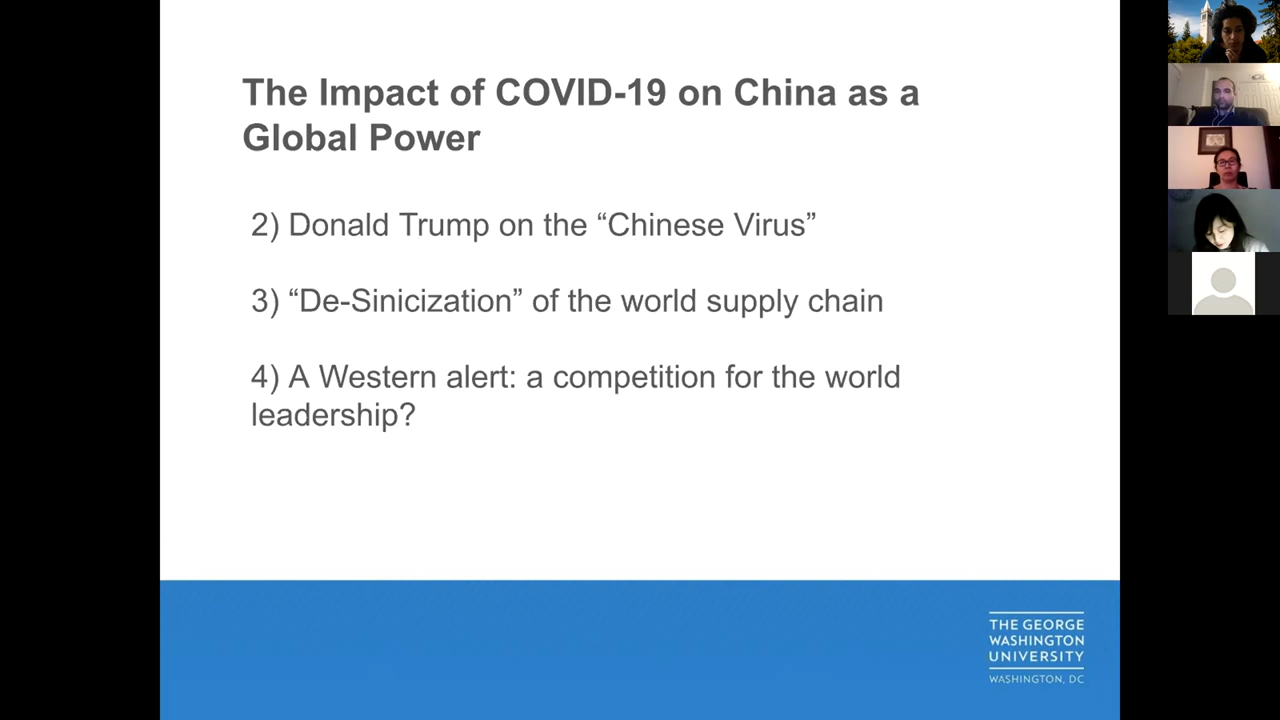 The Impact of COVID-19 on China as a
Global Power
2) Donald Trump on the “Chinese Virus”
3) “De-Sinicization” of the world supply chain
4) A Western alert: a competition for the world
leadership?
THE GEORGE
WASHINGTON
UNIVERSITY
WASHINGTON, DC